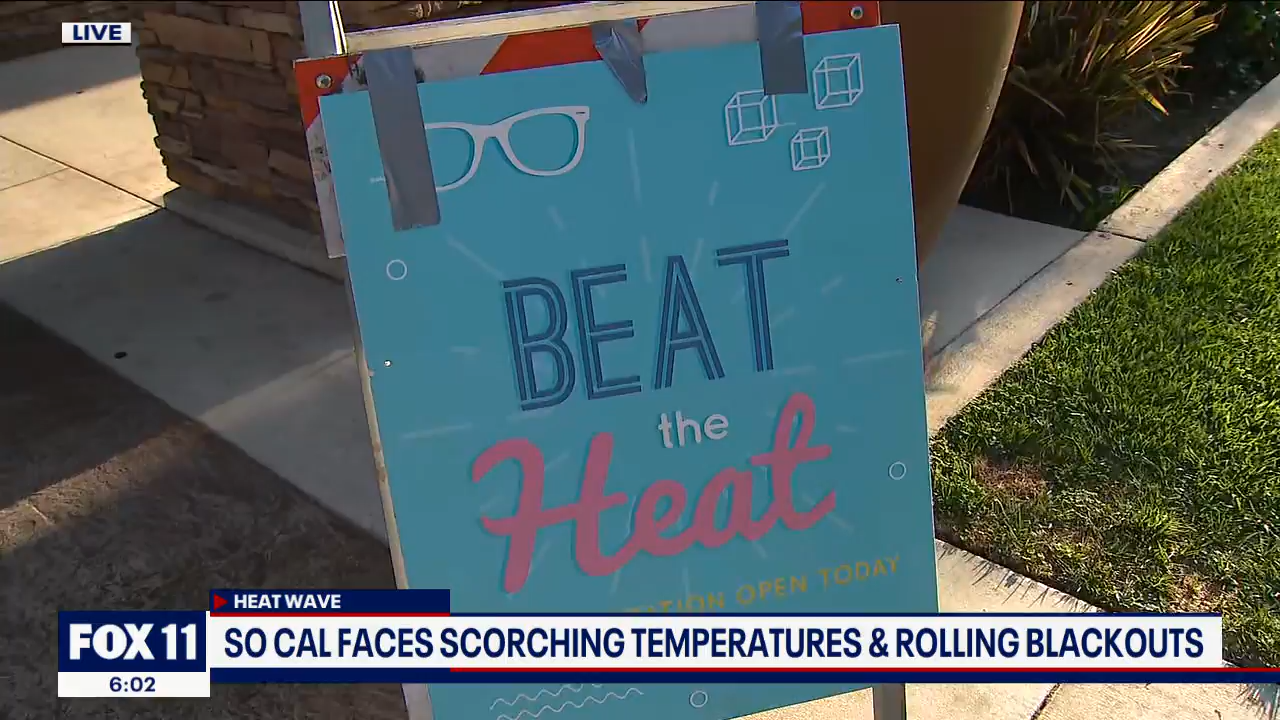 LIVE
BEAT
the
Heat
OPEN TODAY
HEAT WAVE
FOX 11
SO CAL FACES SCORCHING TEMPERATURES & ROLLING BLACKOUTS
6:02